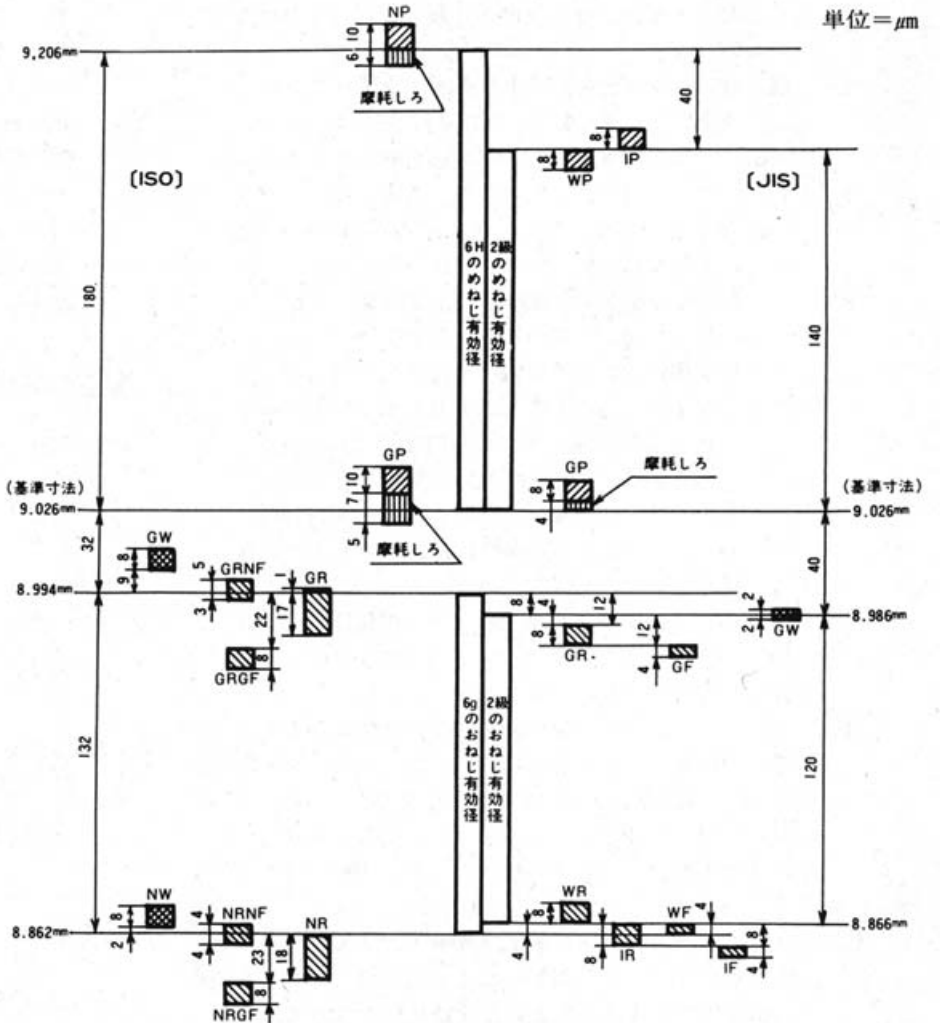 単位=μm
NP
10
6
9,206mm
摩耗しろ
40
8
IP
8
WP
〔ISO〕
〔JIS〕
6Hのめねじ有効径
2級のめねじ有効径
180
140
GP
10
7
5
摩耗しろ
GP
8
4
摩耗しろ
(基準寸法)
9.026mm
(基準寸法)
9.026mm
32
GW
8
9
5
GRNF
3
1
GR
17
22
8
GRGF
8.994mm
40
8
4
12
8
GR
12
4
GF
2
2
GW
8.986mm
6gのおねじ有効径
2級のおねじ有効径
132
120
NW
8
2
4
NRNF
4
NR
18
23
8
NRGF
8.862mm
WR
8
4
8
IR
WF
4
8
4
IF
8.866mm